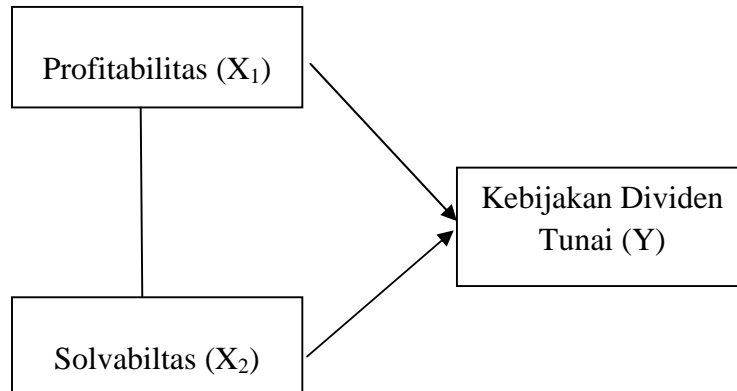 Profitabilitas (X₁)
Kebijakan Dividen
Tunai (Y)
Solvabiltas (X₂)